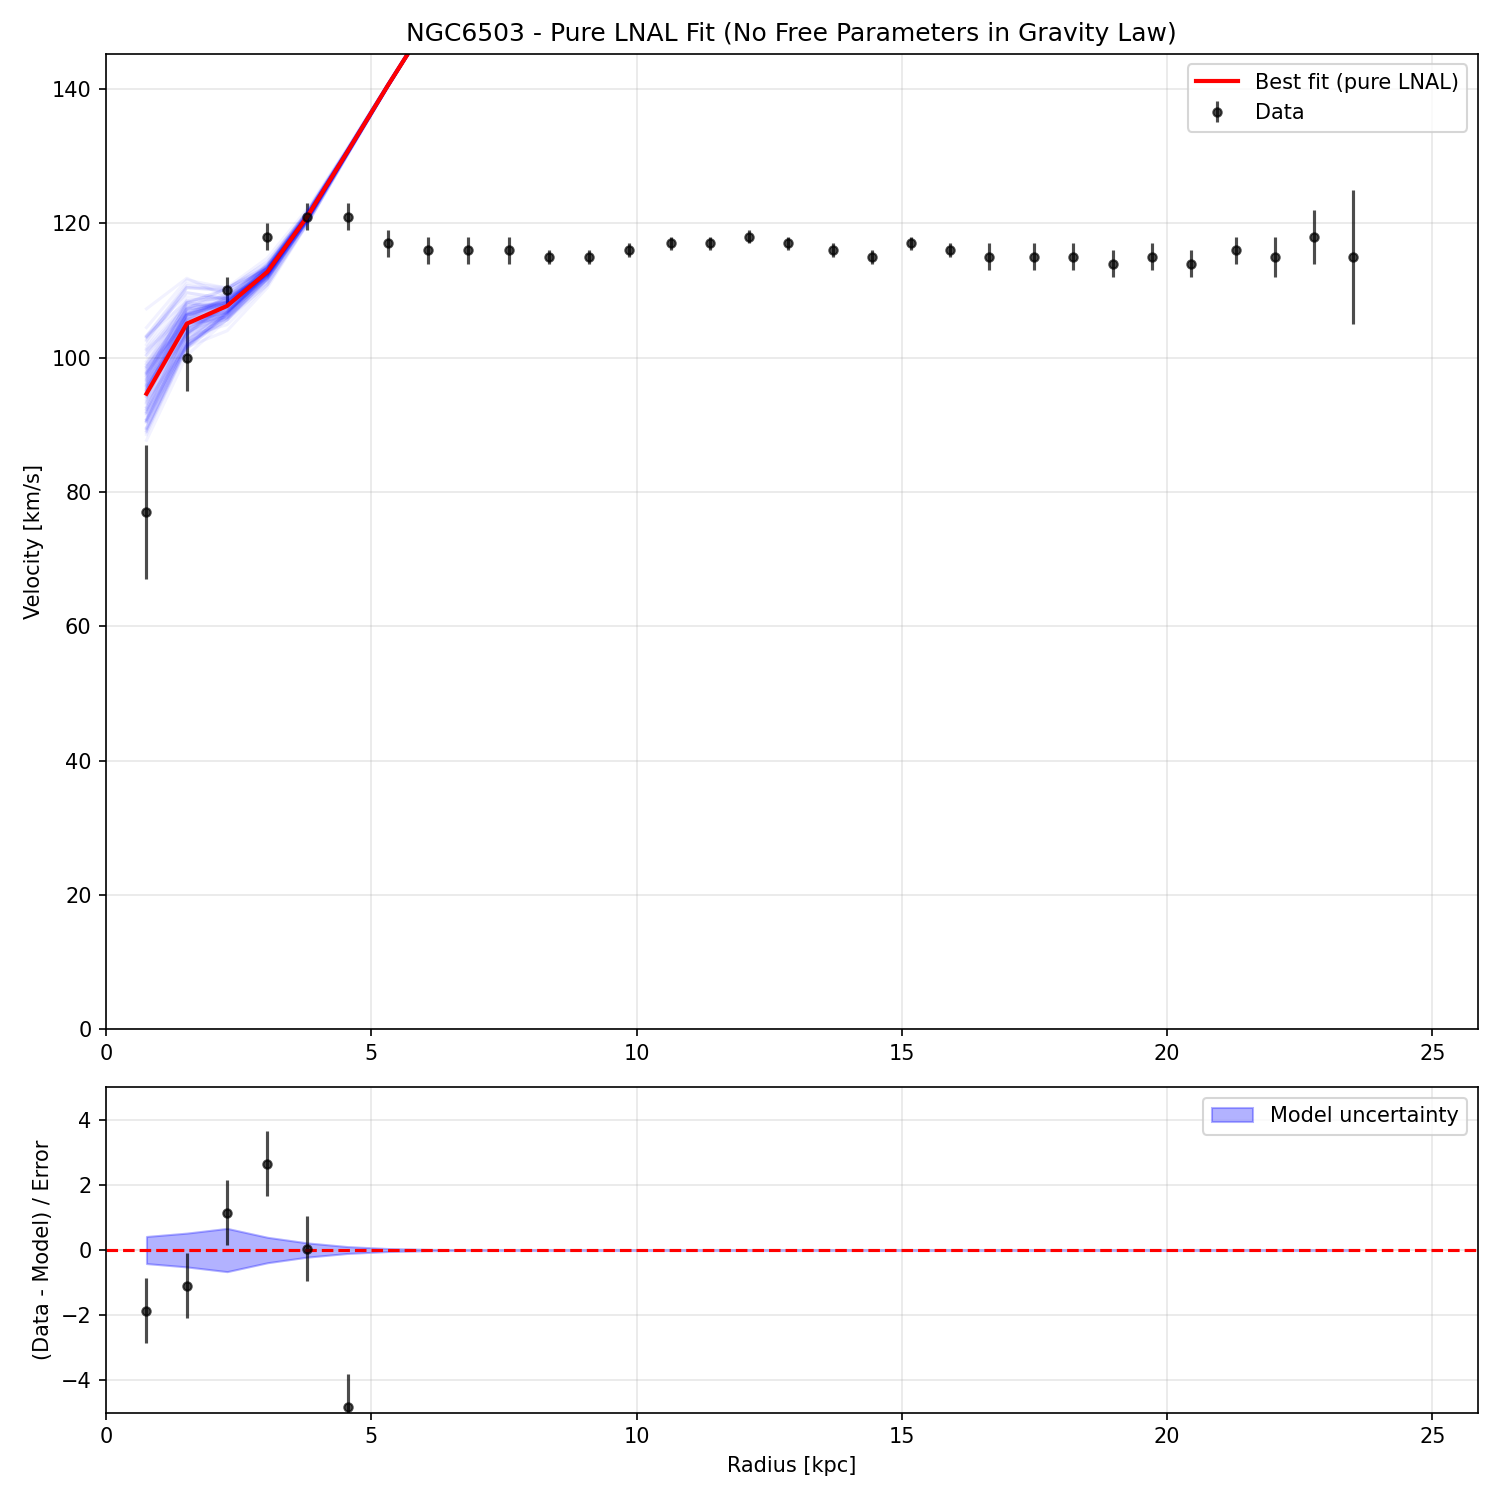 NGC6503 - Pure LNAL Fit (No Free Parameters in Gravity Law)
Best fit (pure LNAL)
Data
Velocity [km/s]
140
120
100
80
60
40
20
0
0 5 10 15 20 25
Model uncertainty
(Data - Model) / Error
4
2
0
−2
−4
0 5 10 15 20 25
Radius [kpc]